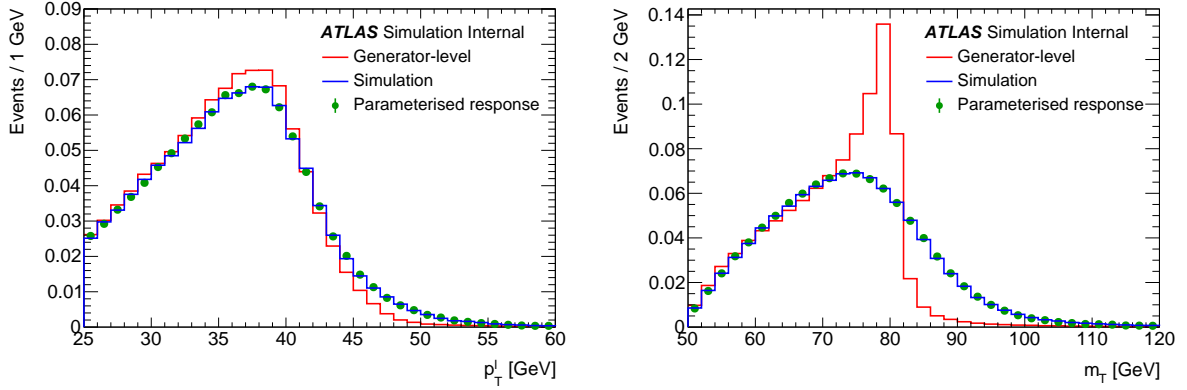 Events / 1 GeV
0.09
0.08
0.07
0.06
0.05
0.04
0.03
0.02
0.01
0
ATLAS Simulation Internal
Generator-level
Simulation
Parameterised response
25 30 35 40 45 50 55 60
p_T^l [GeV]
Events / 2 GeV
0.14
0.12
0.1
0.08
0.06
0.04
0.02
0
ATLAS Simulation Internal
Generator-level
Simulation
Parameterised response
50 60 70 80 90 100 110 120
m_T [GeV]